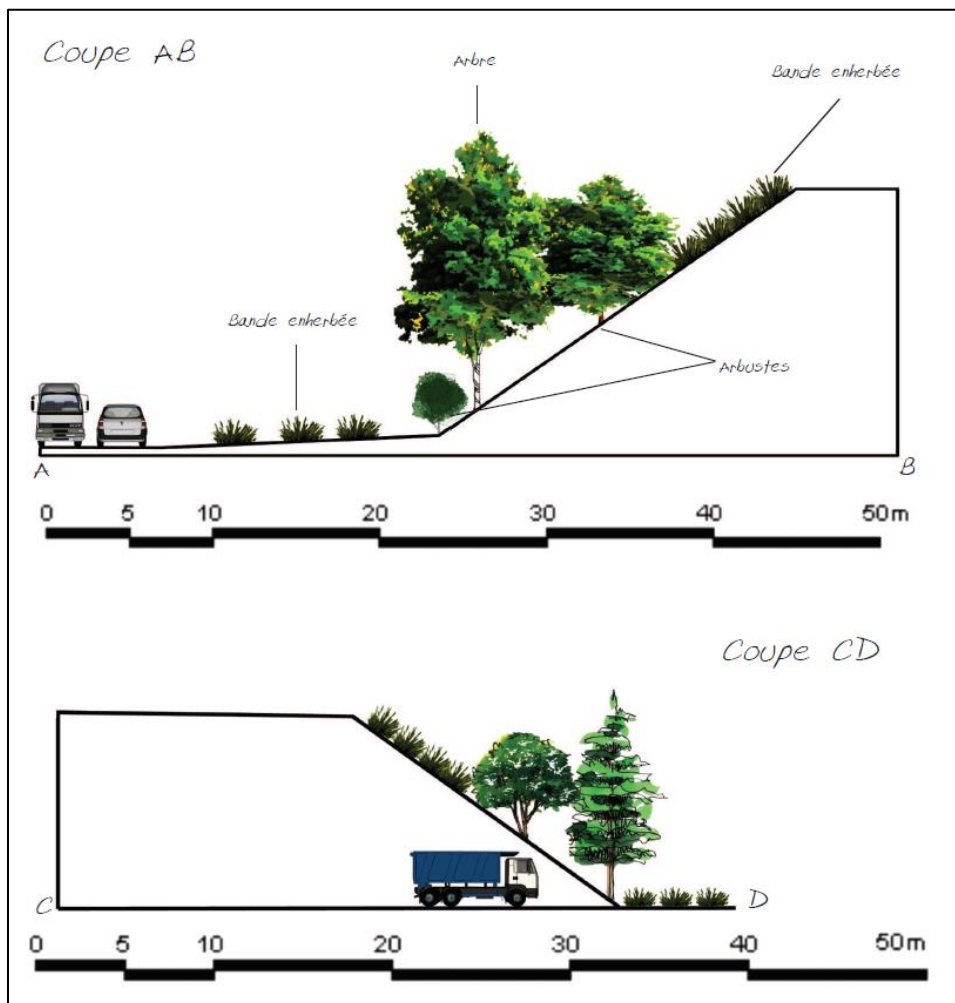 Coupe AB
Arbre
Bande enherbée
Bande enherbée
Arbustes
A
B
0 5 10 20 30 40 50m
Coupe CD
C
D
0 5 10 20 30 40 50m